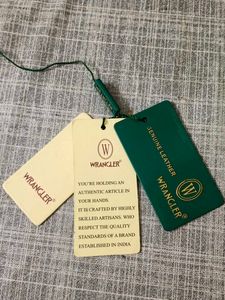 WRANGLER®
W
WRANGLER®
YOU'RE HOLDING AN
AUTHENTIC ARTICLE IN
YOUR HANDS.
IT IS CRAFTED BY HIGHLY
SKILLED ARTISANS. WHO
RESPECT THE QUALITY
STANDARDS OF A BRAND
ESTABLISHED IN INDIA
GENUINE LEATHER
W
WRANGLER®